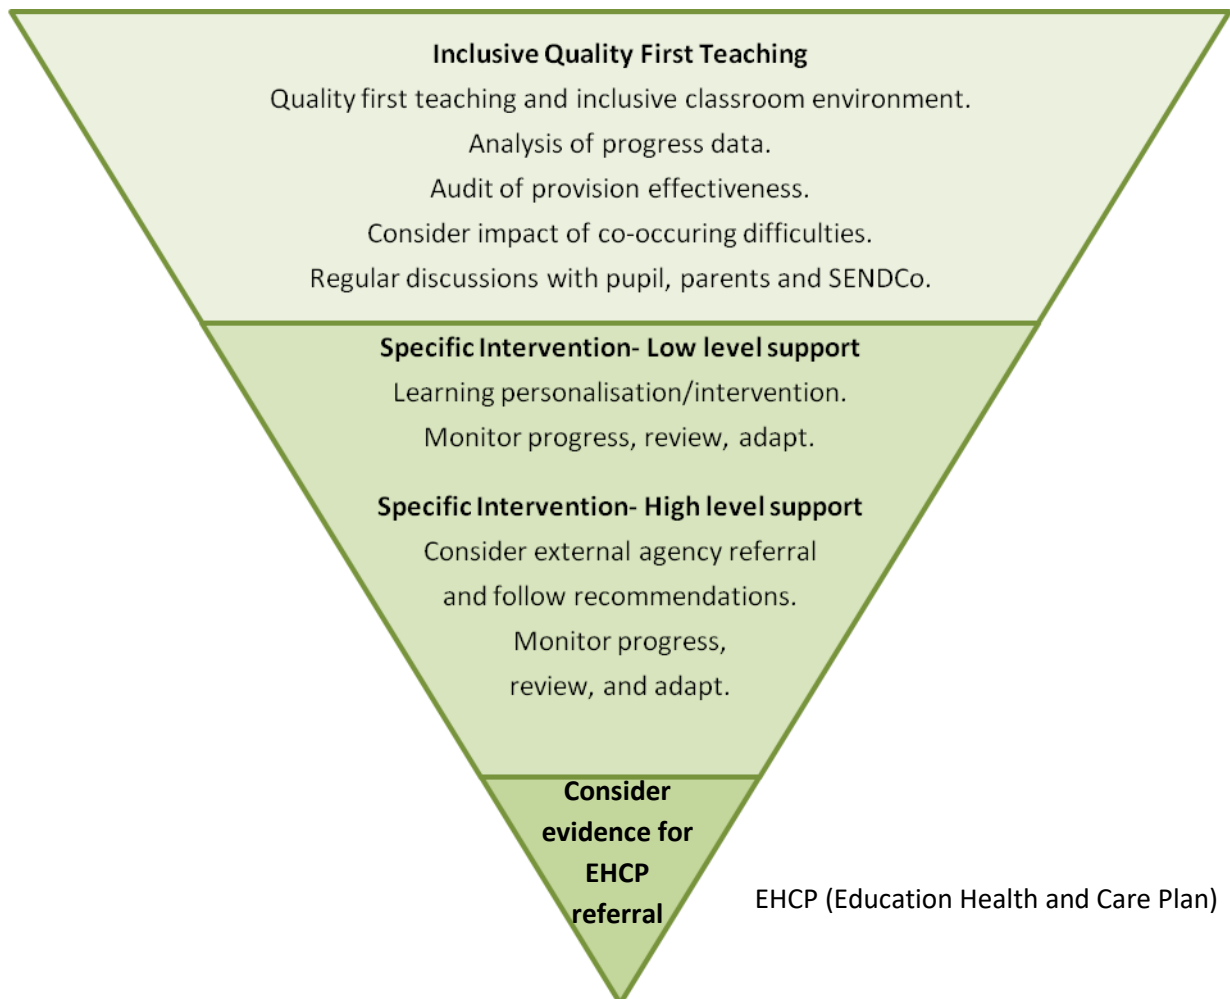 Inclusive Quality First Teaching
Quality first teaching and inclusive classroom environment.
Analysis of progress data.
Audit of provision effectiveness.
Consider impact of co-occuring difficulties.
Regular discussions with pupil, parents and SENDCo.
Specific Intervention- Low level support
Learning personalisation/intervention.
Monitor progress, review, adapt.
Specific Intervention- High level support
Consider external agency referral
and follow recommendations.
Monitor progress,
review, and adapt.
Consider
evidence for
EHCP
referral
EHCP (Education Health and Care Plan)